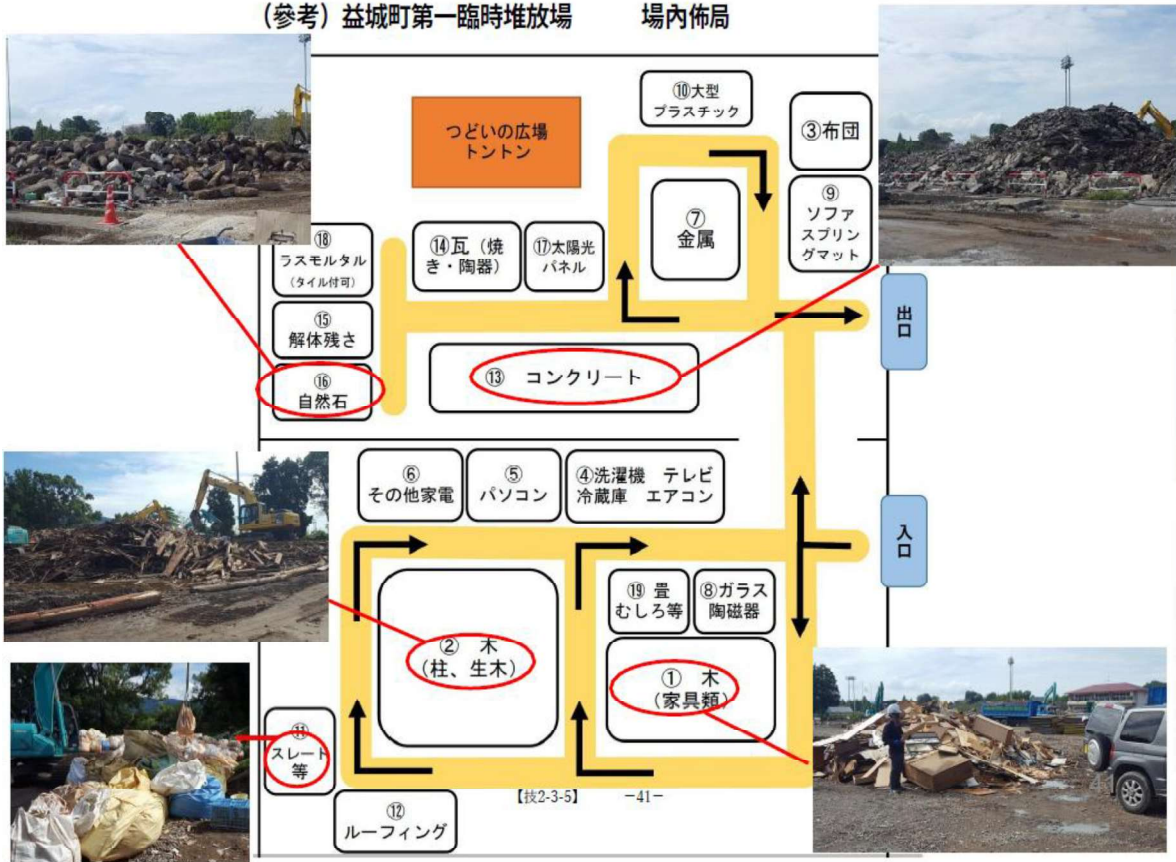 (參考) 益城町第一臨時堆放場 場內佈局
⑩大型
プラスチック
つどいの広場
トントン
③布団
⑨
ソファ
スプリン
グマット
⑦
金属
⑱
ラスモルタル
(タイル付可)
⑭瓦(焼
き・陶器)
⑰太陽光
パネル
出口
⑮
解体残さ
⑯
自然石
⑬ コンクリート
⑥
その他家電
⑤
パソコン
④洗濯機 テレビ
冷蔵庫 エアコン
入口
⑲ 畳
むしろ等
⑧ガラス
陶磁器
② 木
(柱、生木)
① 木
(家具類)
⑪
スレート
等
⑫
ルーフィング
【技2-3-5】 －41－
41